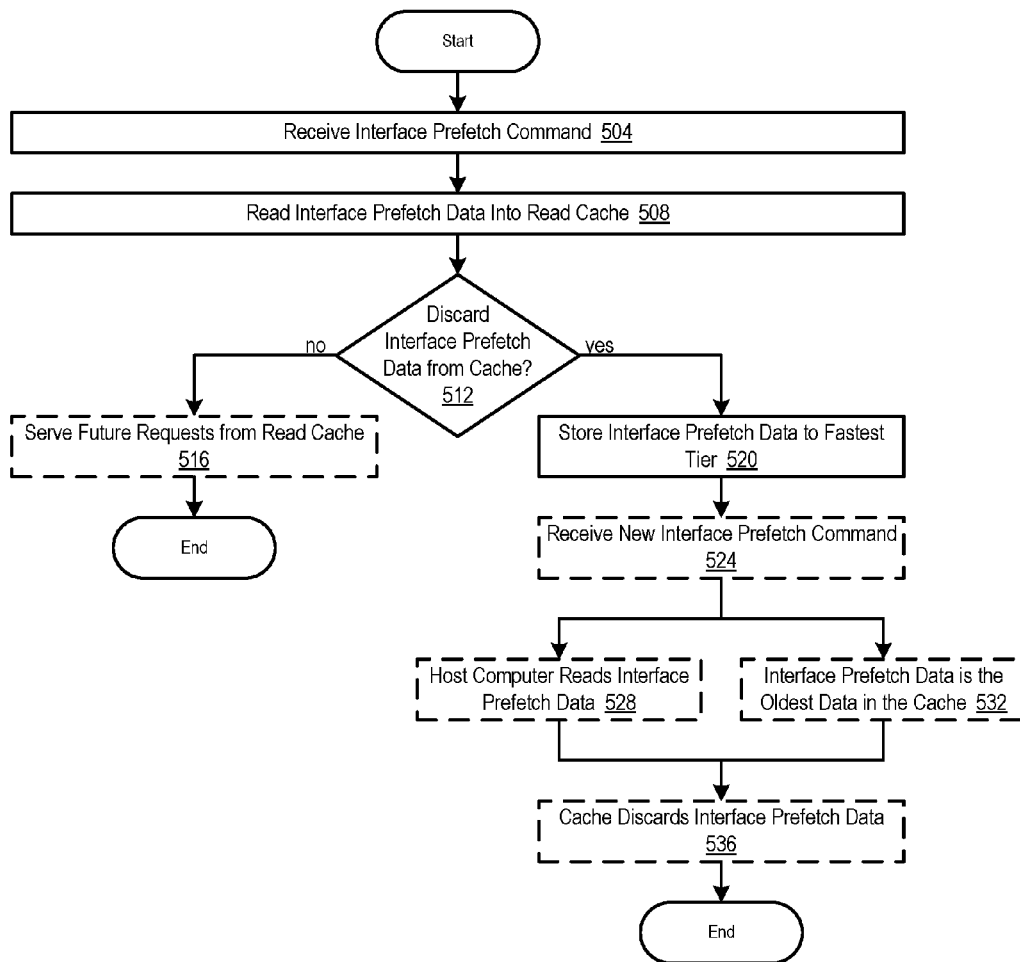 Start
Receive Interface Prefetch Command 504
Read Interface Prefetch Data Into Read Cache 508
Discard
Interface Prefetch
Data from Cache?
512
no
yes
Serve Future Requests from Read Cache
516
End
Store Interface Prefetch Data to Fastest
Tier 520
Receive New Interface Prefetch Command
524
Host Computer Reads Interface
Prefetch Data 528
Interface Prefetch Data is the
Oldest Data in the Cache 532
Cache Discards Interface Prefetch Data
536
End